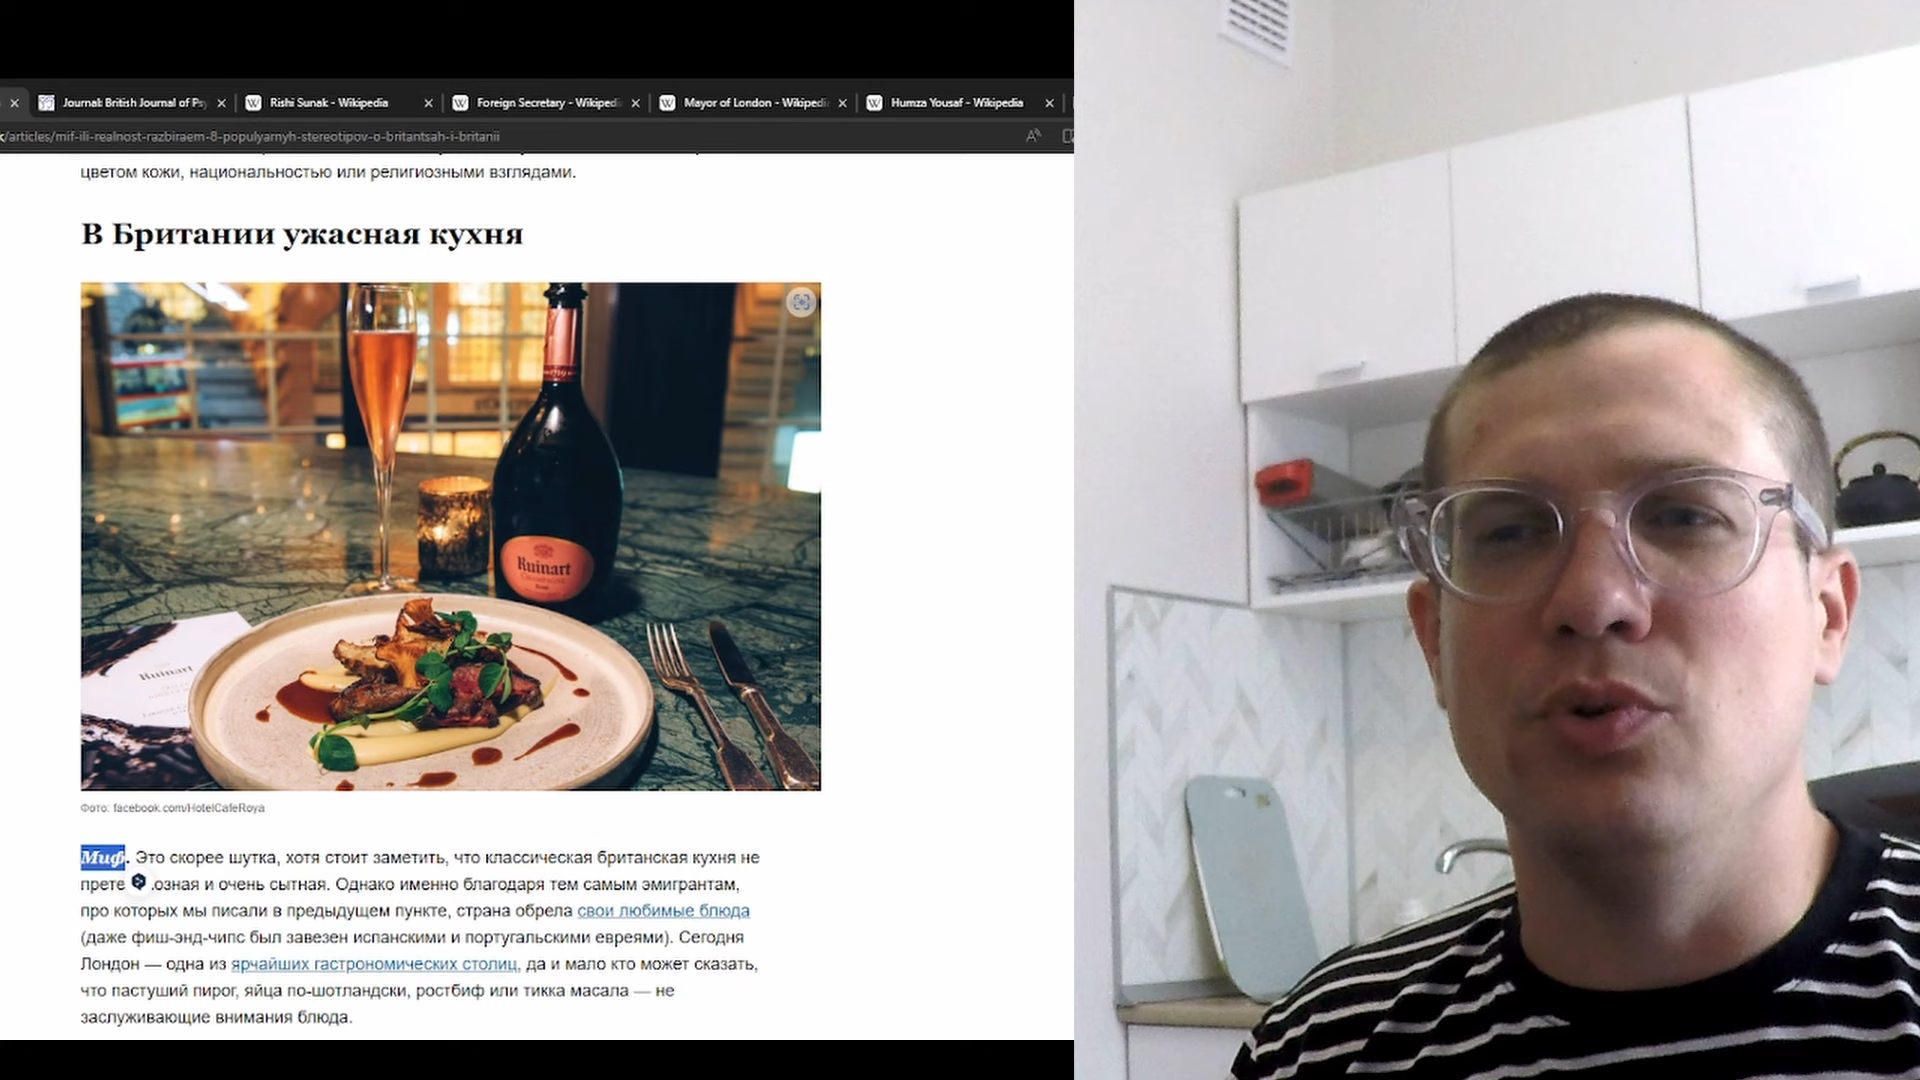 Journal: British Journal of Ps
Rishi Sunak - Wikipedia
Foreign Secretary - Wikipedi
Mayor of London - Wikipedi
Humza Yousaf - Wikipedia
/articles/mif-ili-realnost-razbiraem-8-populyarnyh-stereotipov-o-britantsah-i-britanii
цветом кожи, национальностью или религиозными взглядами.
В Британии ужасная кухня
Ruinart
Ruinart
Фото: facebook.com/HotelCafeRoya
Миф. Это скорее шутка, хотя стоит заметить, что классическая британская кухня не
прете озная и очень сытная. Однако именно благодаря тем самым эмигрантам,
про которых мы писали в предыдущем пункте, страна обрела свои любимые блюда
(даже фиш-энд-чипс был завезен испанскими и португальскими евреями). Сегодня
Лондон — одна из ярчайших гастрономических столиц, да и мало кто может сказать,
что пастуший пирог, яйца по-шотландски, ростбиф или тикка масала — не
заслуживающие внимания блюда.